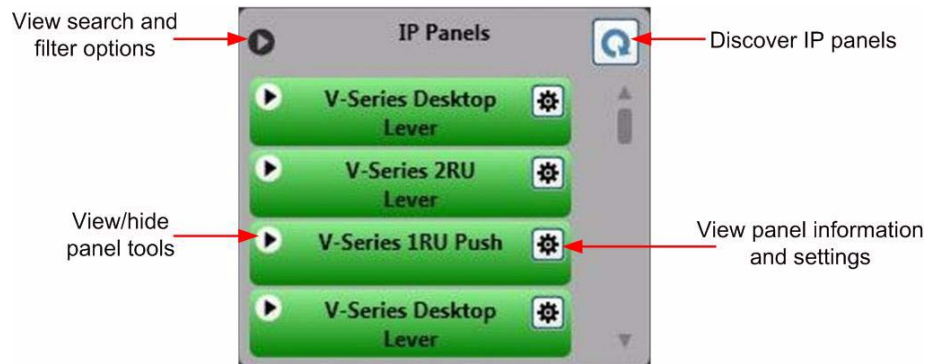 View search and
filter options
IP Panels
Discover IP panels
V-Series Desktop
Lever
V-Series 2RU
Lever
View/hide
panel tools
V-Series 1RU Push
View panel information
and settings
V-Series Desktop
Lever